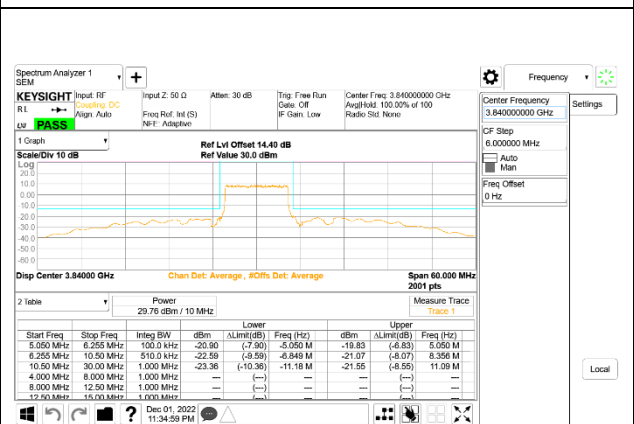 Spectrum Analyzer 1
SEM
Frequency
KEYSIGHT
Input: RF
Input Z: 50 Ω
Atten: 30 dB
Trig: Free Run
Center Freq: 3.840000000 GHz
Coupling: DC
Gate: Off
Avg|Hold: 100.00% of 100
RL
Align: Auto
Freq Ref: Int (S)
IF Gain: Low
Radio Std: None
NFE: Adaptive
PASS
Center Frequency
3.840000000 GHz
Settings
CF Step
6.000000 MHz
Auto
Man
Freq Offset
0 Hz
1 Graph
Ref Lvl Offset 14.40 dB
Scale/Div 10 dB
Ref Value 30.0 dBm
Log
20.0
10.0
0.00
-10.0
-20.0
-30.0
-40.0
-50.0
-60.0
Disp Center 3.84000 GHz
Chan Det: Average , #Offs Det: Average
Span 60.000 MHz
2001 pts
2 Table
Power
29.76 dBm / 10 MHz
Measure Trace
Trace 1
Lower
Upper
Start Freq Stop Freq Integ BW dBm ΔLimit(dB) Freq (Hz) dBm ΔLimit(dB) Freq (Hz)
5.050 MHz 6.255 MHz 100.0 kHz -20.90 (-7.90) -5.050 M -19.83 (-6.83) 5.050 M
6.255 MHz 10.50 MHz 510.0 kHz -22.59 (-9.59) -6.849 M -21.07 (-8.07) 8.356 M
10.50 MHz 30.00 MHz 1.000 MHz -23.36 (-10.36) -11.18 M -21.55 (-8.55) 11.09 M
4.000 MHz 8.000 MHz 1.000 MHz --- (---) --- --- (---) ---
8.000 MHz 12.50 MHz 1.000 MHz --- (---) --- --- (---) ---
12.50 MHz 15.00 MHz 1.000 MHz --- (---) --- --- (---) ---
Local
Dec 01, 2022
11:34:59 PM